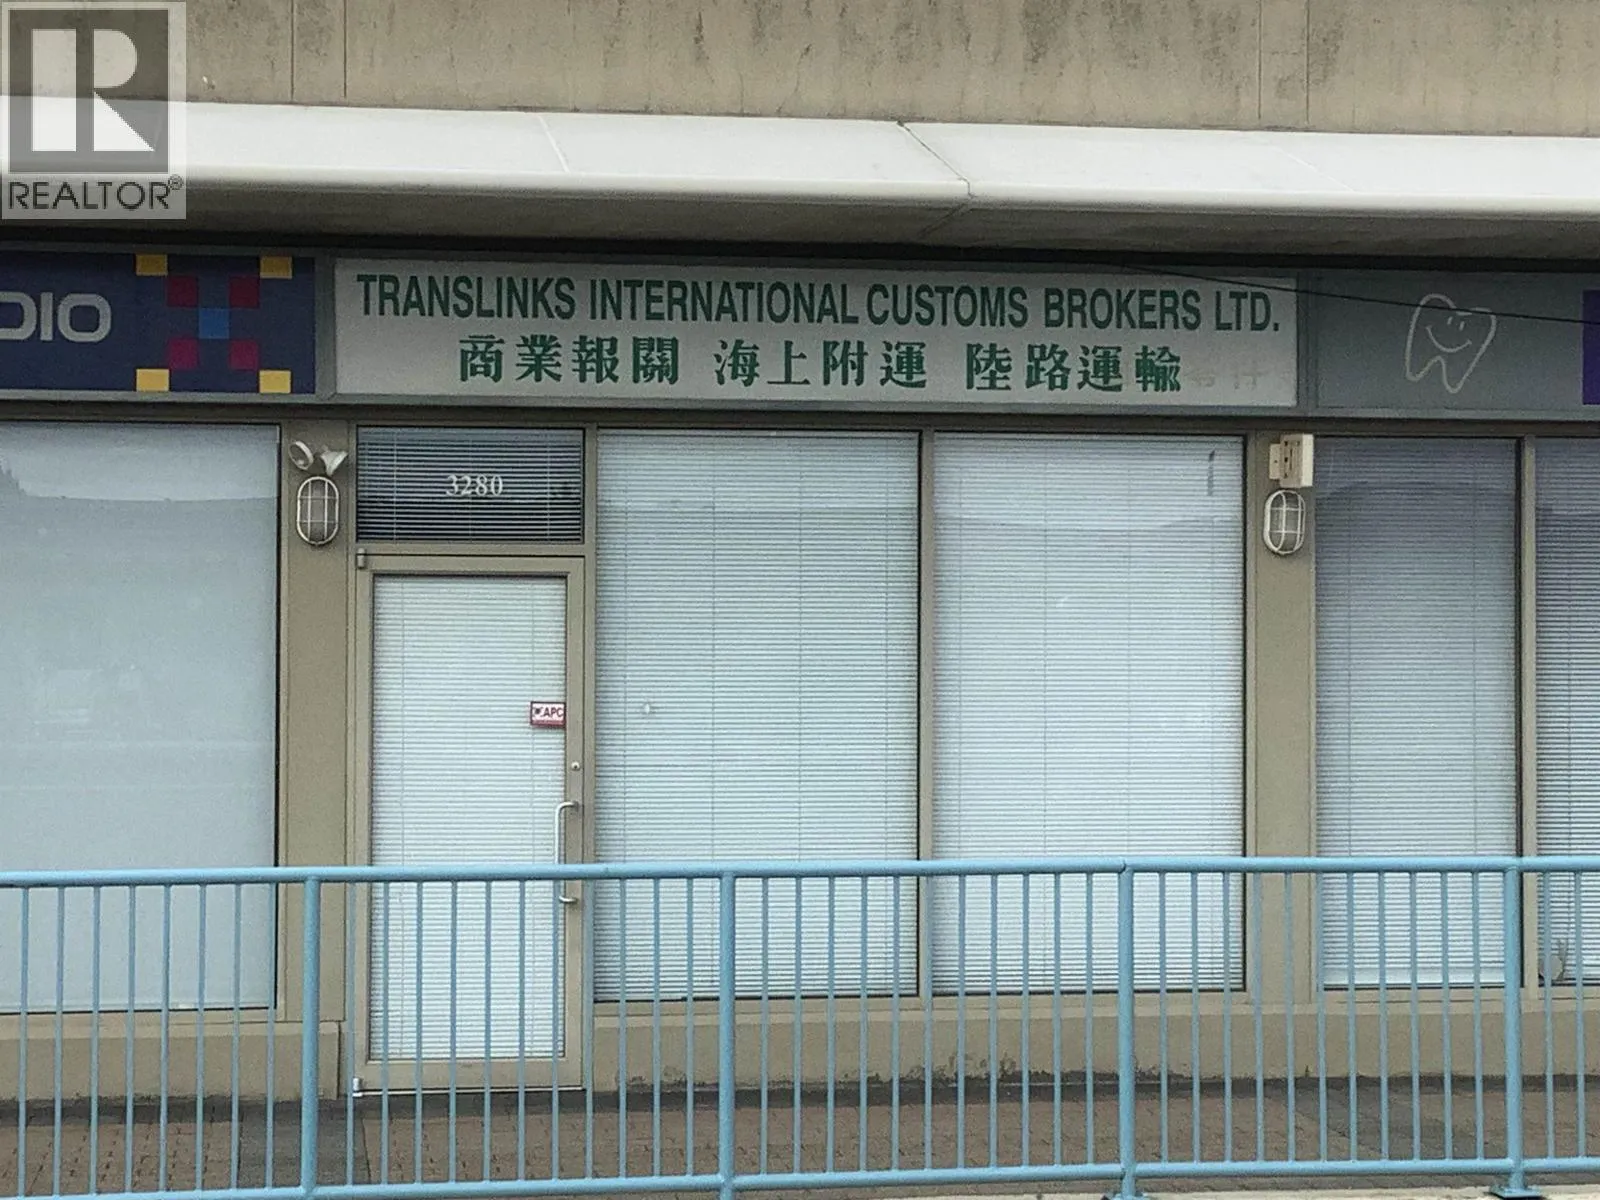 REALTOR®
DIO
TRANSLINKS INTERNATIONAL CUSTOMS BROKERS LTD.
商業報關 海上附運 陸路運輸
3280
APC